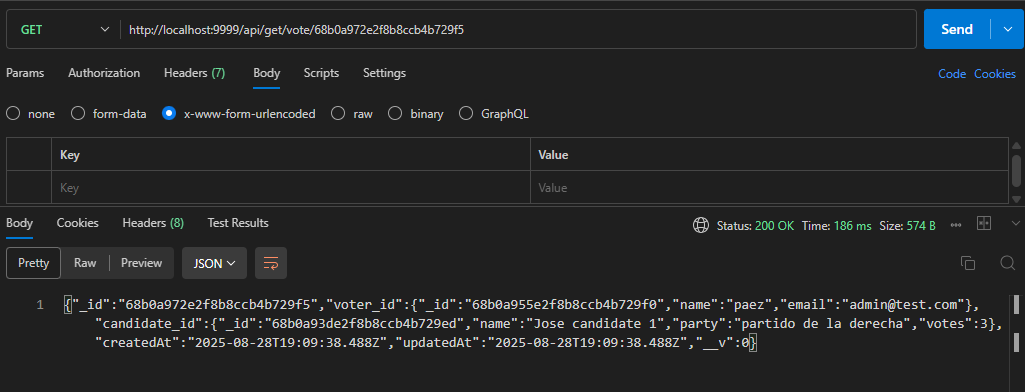 GET http://localhost:9999/api/get/vote/68b0a972e2f8b8ccb4b729f5 Send
Params Authorization Headers (7) Body Scripts Settings Code Cookies
none form-data x-www-form-urlencoded raw binary GraphQL
Key Value
Key Value
Body Cookies Headers (8) Test Results Status: 200 OK Time: 186 ms Size: 574 B
Pretty Raw Preview JSON
1 {"_id":"68b0a972e2f8b8ccb4b729f5","voter_id":{"_id":"68b0a955e2f8b8ccb4b729f0","name":"paez","email":"admin@test.com"},
"candidate_id":{"_id":"68b0a93de2f8b8ccb4b729ed","name":"Jose candidate 1","party":"partido de la derecha","votes":3},
"createdAt":"2025-08-28T19:09:38.488Z","updatedAt":"2025-08-28T19:09:38.488Z","__v":0}